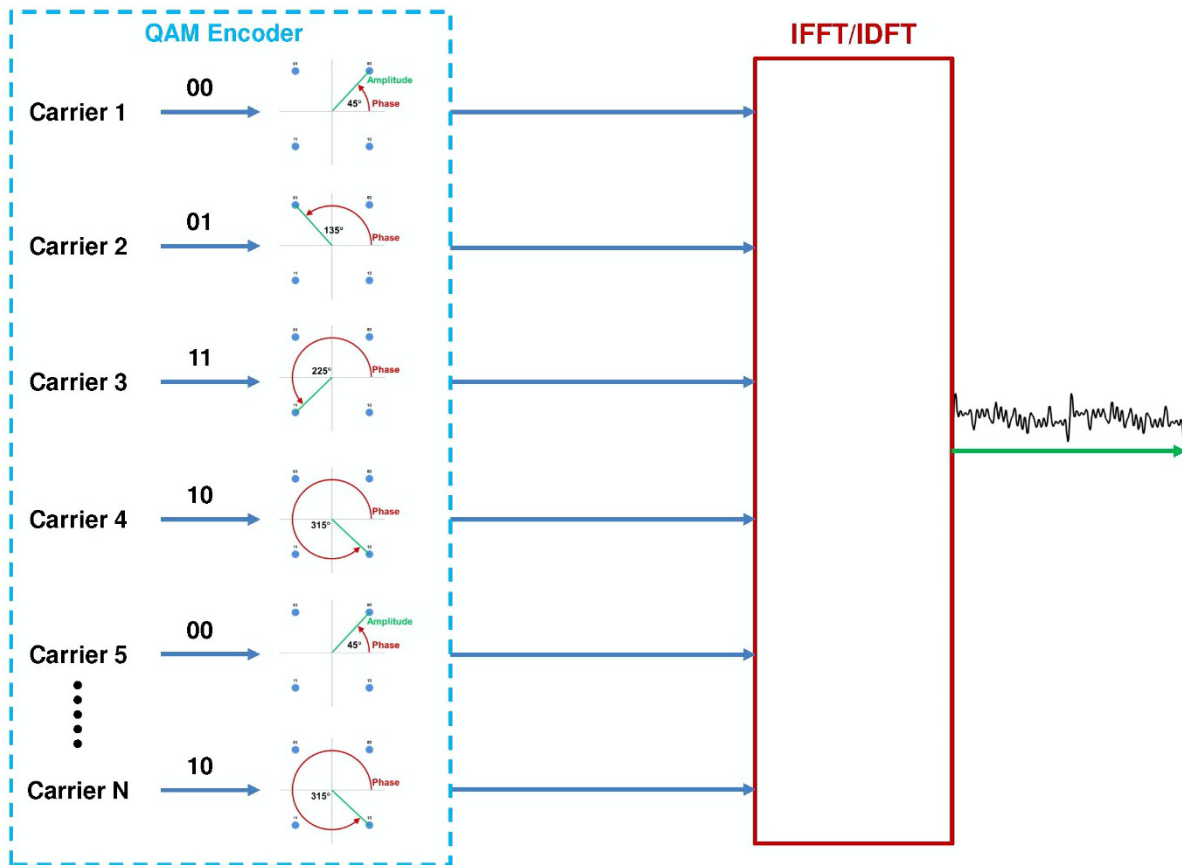 QAM Encoder
IFFT/IDFT
Carrier 1
00
Amplitude
45°
Phase
Carrier 2
01
135°
Phase
Carrier 3
11
225°
Phase
Carrier 4
10
315°
Phase
Carrier 5
00
Amplitude
45°
Phase
Carrier N
10
315°
Phase